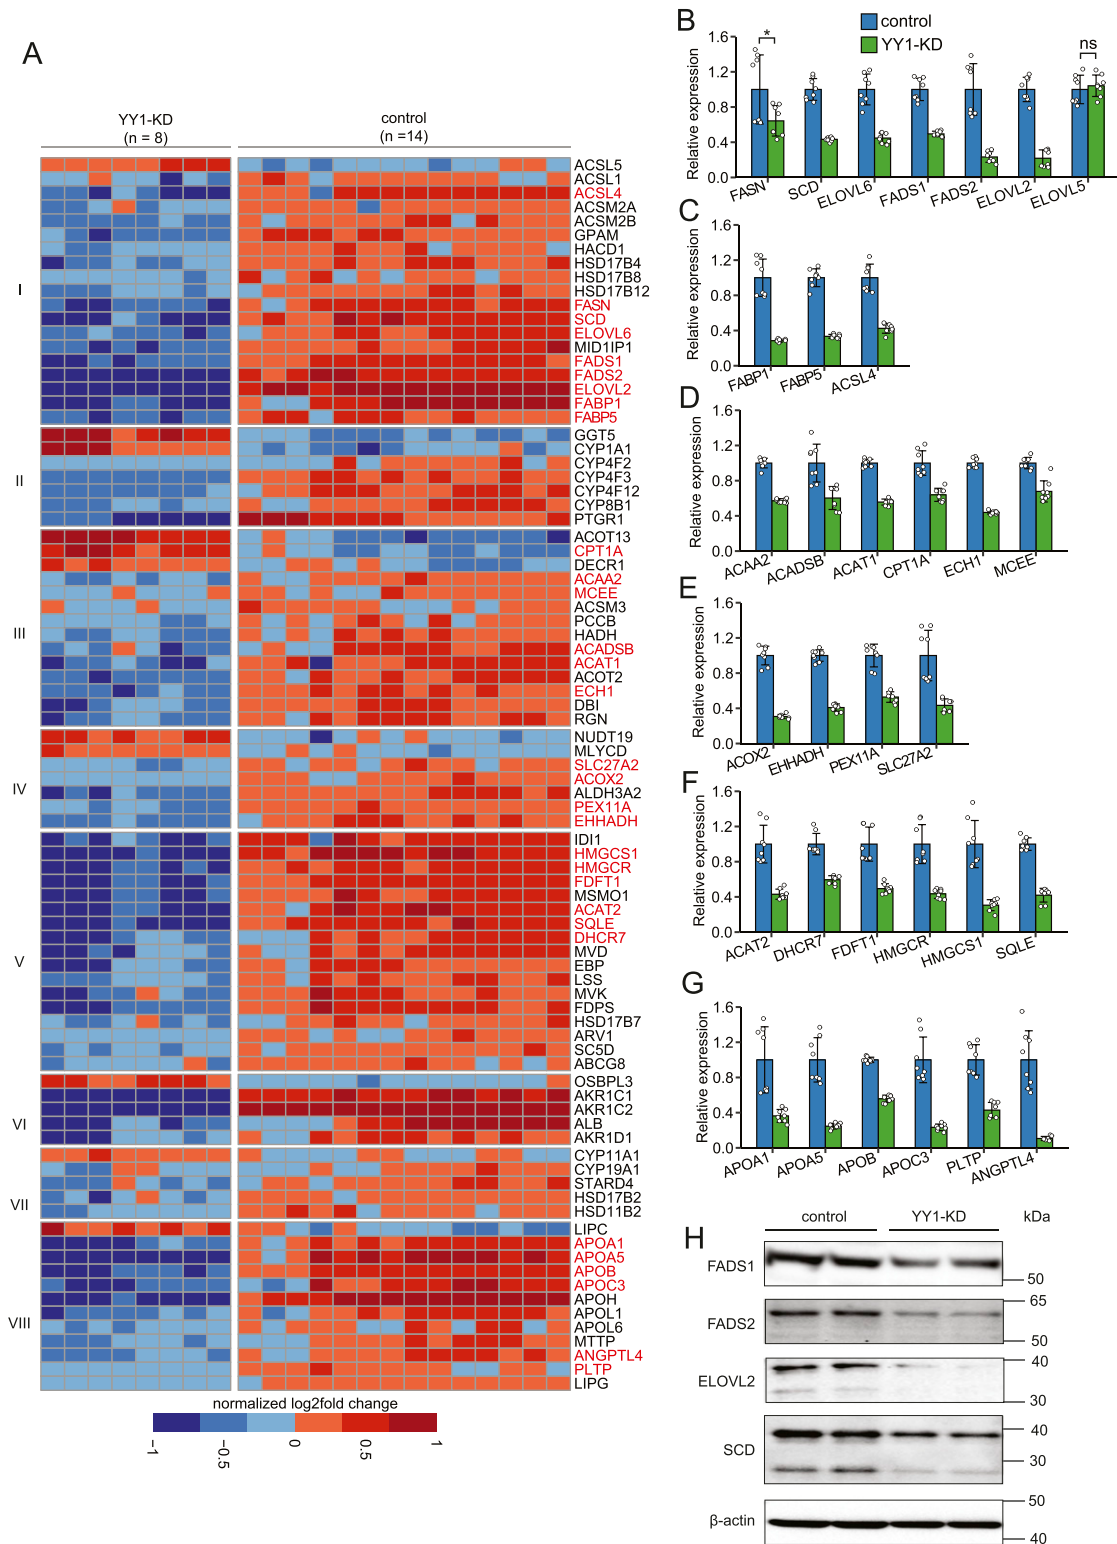 A
YY1-KD
(n = 8)
control
(n =14)
I
ACSL5
ACSL1
ACSL4
ACSM2A
ACSM2B
GPAM
HACD1
HSD17B4
HSD17B8
HSD17B12
FASN
SCD
ELOVL6
MID1IP1
FADS1
FADS2
ELOVL2
FABP1
FABP5
II
GGT5
CYP1A1
CYP4F2
CYP4F3
CYP4F12
CYP8B1
PTGR1
III
ACOT13
CPT1A
DECR1
ACAA2
MCEE
ACSM3
PCCB
HADH
ACADSB
ACAT1
ACOT2
ECH1
DBI
RGN
IV
NUDT19
MLYCD
SLC27A2
ACOX2
ALDH3A2
PEX11A
EHHADH
V
IDI1
HMGCS1
HMGCR
FDFT1
MSMO1
ACAT2
SQLE
DHCR7
MVD
EBP
LSS
MVK
FDPS
HSD17B7
ARV1
SC5D
ABCG8
VI
OSBPL3
AKR1C1
AKR1C2
ALB
AKR1D1
VII
CYP11A1
CYP19A1
STARD4
HSD17B2
HSD11B2
VIII
LIPC
APOA1
APOA5
APOB
APOC3
APOH
APOL1
APOL6
MTTP
ANGPTL4
PLTP
LIPG
normalized log2fold change
-1 -0.5 0 0.5 1
B
control
YY1-KD
Relative expression
1.6
1.2
0.8
0.4
0.0
*
ns
FASN SCD ELOVL6 FADS1 FADS2 ELOVL2 ELOVL5
C
Relative expression
1.6
1.2
0.8
0.4
0.0
FABP1 FABP5 ACSL4
D
Relative expression
1.6
1.2
0.8
0.4
0.0
ACAA2 ACADSB ACAT1 CPT1A ECH1 MCEE
E
Relative expression
1.6
1.2
0.8
0.4
0.0
ACOX2 EHHADH PEX11A SLC27A2
F
Relative expression
1.6
1.2
0.8
0.4
0.0
ACAT2 DHCR7 FDFT1 HMGCR HMGCS1 SQLE
G
Relative expression
1.6
1.2
0.8
0.4
0.0
APOA1 APOA5 APOB APOC3 PLTP ANGPTL4
H
control YY1-KD kDa
FADS1
50
FADS2
65
50
ELOVL2
40
30
SCD
40
30
β-actin
50
40